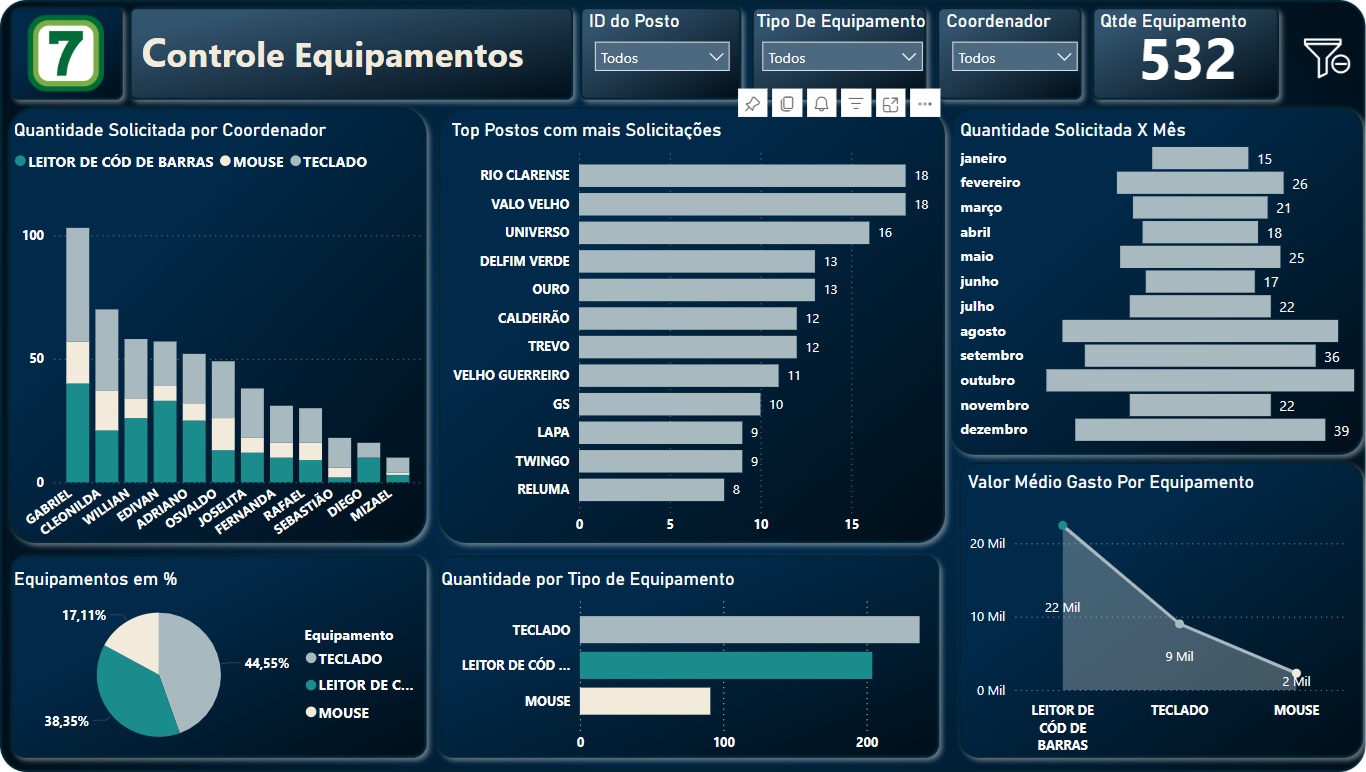 7
Controle Equipamentos
ID do Posto
Todos
Tipo De Equipamento
Todos
Coordenador
Todos
Qtde Equipamento
532
Quantidade Solicitada por Coordenador
LEITOR DE CÓD DE BARRAS MOUSE TECLADO
100
50
0
GABRIEL
CLEONILDA
WILLIAN
EDIVAN
ADRIANO
OSVALDO
JOSELITA
FERNANDA
RAFAEL
SEBASTIÃO
DIEGO
MIZAEL
Top Postos com mais Solicitações
RIO CLARENSE 18
VALO VELHO 18
UNIVERSO 16
DELFIM VERDE 13
OURO 13
CALDEIRÃO 12
TREVO 12
VELHO GUERREIRO 11
GS 10
LAPA 9
TWINGO 9
RELUMA 8
0 5 10 15
Quantidade Solicitada X Mês
janeiro 15
fevereiro 26
março 21
abril 18
maio 25
junho 17
julho 22
agosto
setembro 36
outubro
novembro 22
dezembro 39
Equipamentos em %
17,11%
44,55%
38,35%
Equipamento
TECLADO
LEITOR DE C...
MOUSE
Quantidade por Tipo de Equipamento
TECLADO
LEITOR DE CÓD ...
MOUSE
0 100 200
Valor Médio Gasto Por Equipamento
20 Mil
10 Mil
0 Mil
22 Mil
9 Mil
2 Mil
LEITOR DE
CÓD DE
BARRAS
TECLADO
MOUSE